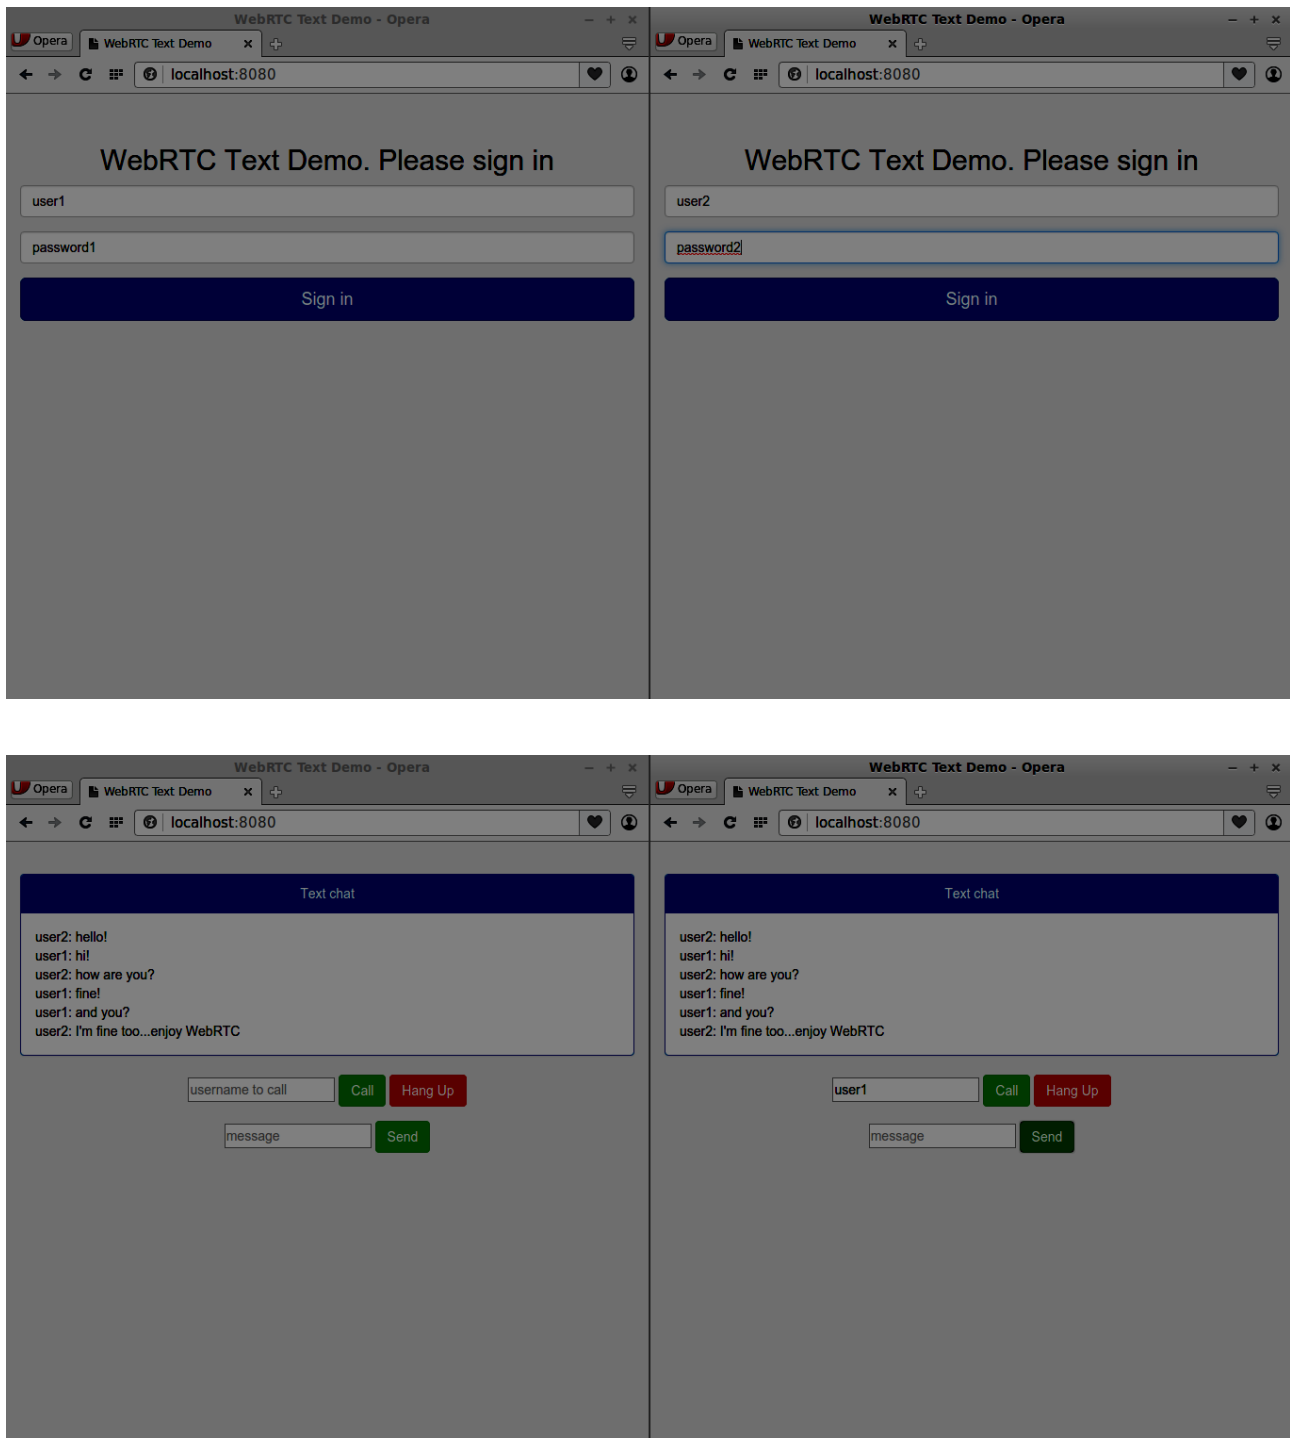 WebRTC Text Demo - Opera
Opera
WebRTC Text Demo
localhost:8080
WebRTC Text Demo. Please sign in
user1
password1
Sign in
WebRTC Text Demo - Opera
Opera
WebRTC Text Demo
localhost:8080
WebRTC Text Demo. Please sign in
user2
password2
Sign in
WebRTC Text Demo - Opera
Opera
WebRTC Text Demo
localhost:8080
Text chat
user2: hello!
user1: hi!
user2: how are you?
user1: fine!
user1: and you?
user2: I'm fine too...enjoy WebRTC
username to call Call Hang Up
message Send
WebRTC Text Demo - Opera
Opera
WebRTC Text Demo
localhost:8080
Text chat
user2: hello!
user1: hi!
user2: how are you?
user1: fine!
user1: and you?
user2: I'm fine too...enjoy WebRTC
user1 Call Hang Up
message Send